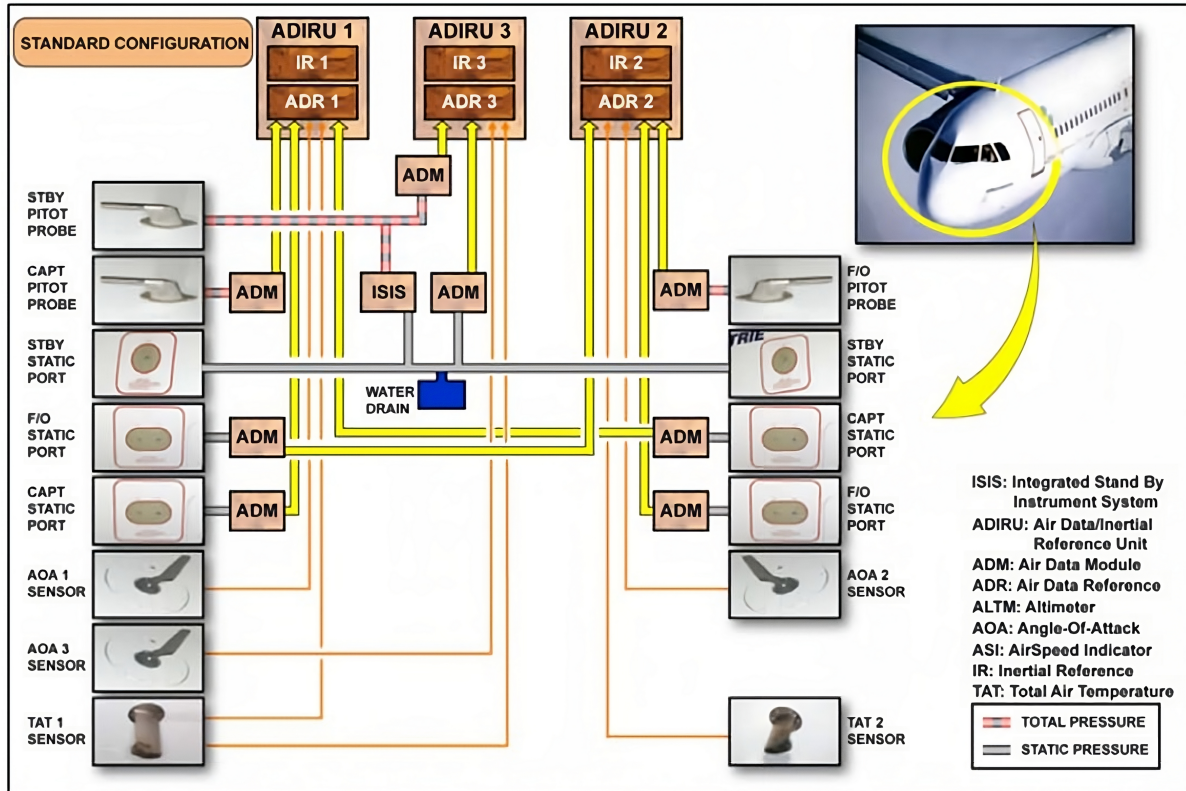 STANDARD CONFIGURATION
ADIRU 1
IR 1
ADR 1
ADIRU 3
IR 3
ADR 3
ADIRU 2
IR 2
ADR 2
STBY
PITOT
PROBE
ADM
CAPT
PITOT
PROBE
ADM
ISIS
ADM
ADM
F/O
PITOT
PROBE
STBY
STATIC
PORT
WATER
DRAIN
STBY
STATIC
PORT
F/O
STATIC
PORT
ADM
ADM
CAPT
STATIC
PORT
CAPT
STATIC
PORT
ADM
ADM
F/O
STATIC
PORT
AOA 1
SENSOR
AOA 2
SENSOR
AOA 3
SENSOR
TAT 1
SENSOR
TAT 2
SENSOR
ISIS: Integrated Stand By
Instrument System
ADIRU: Air Data/Inertial
Reference Unit
ADM: Air Data Module
ADR: Air Data Reference
ALTM: Altimeter
AOA: Angle-Of-Attack
ASI: AirSpeed Indicator
IR: Inertial Reference
TAT: Total Air Temperature
TOTAL PRESSURE
STATIC PRESSURE